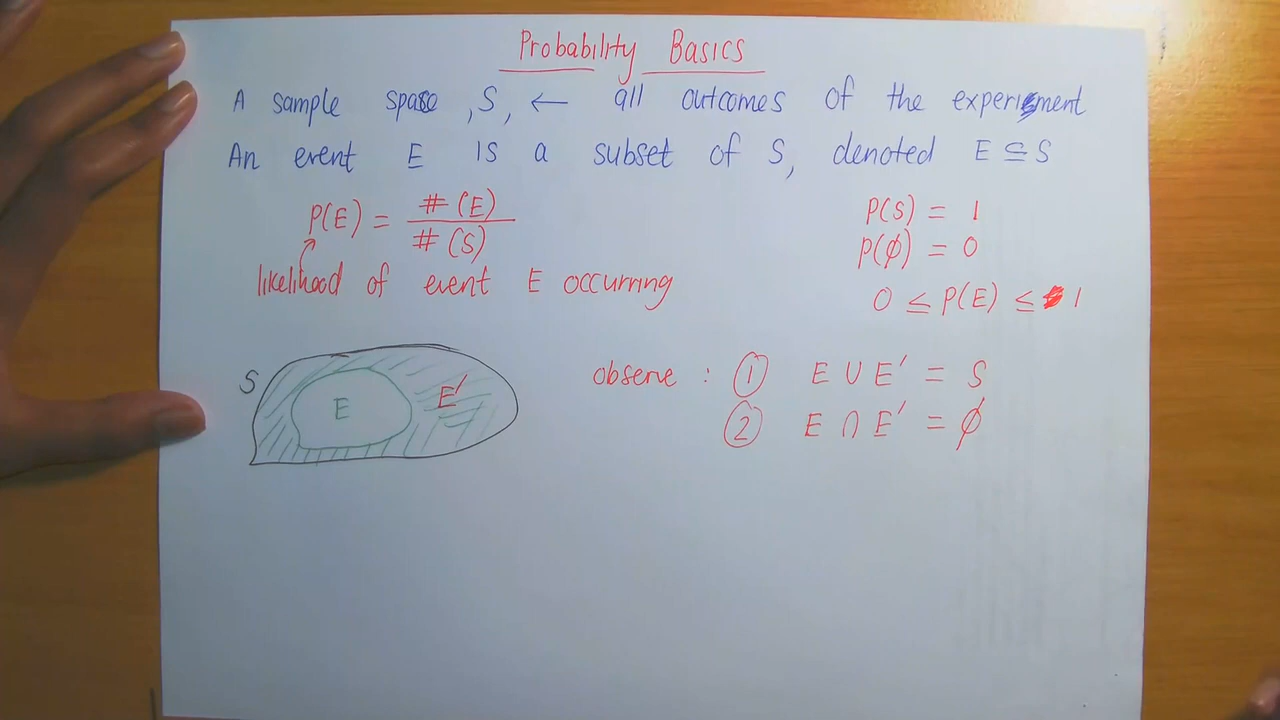 Probability Basics
A sample space, S, ← all outcomes of the experiment
An event E is a subset of S, denoted E ⊆ S
P(E) = #(E) / #(S)
likelihood of event E occurring
P(S) = 1
P(ϕ) = 0
0 ≤ P(E) ≤ 1
S
E
E'
observe : ① E ∪ E' = S
② E ∩ E' = ϕ